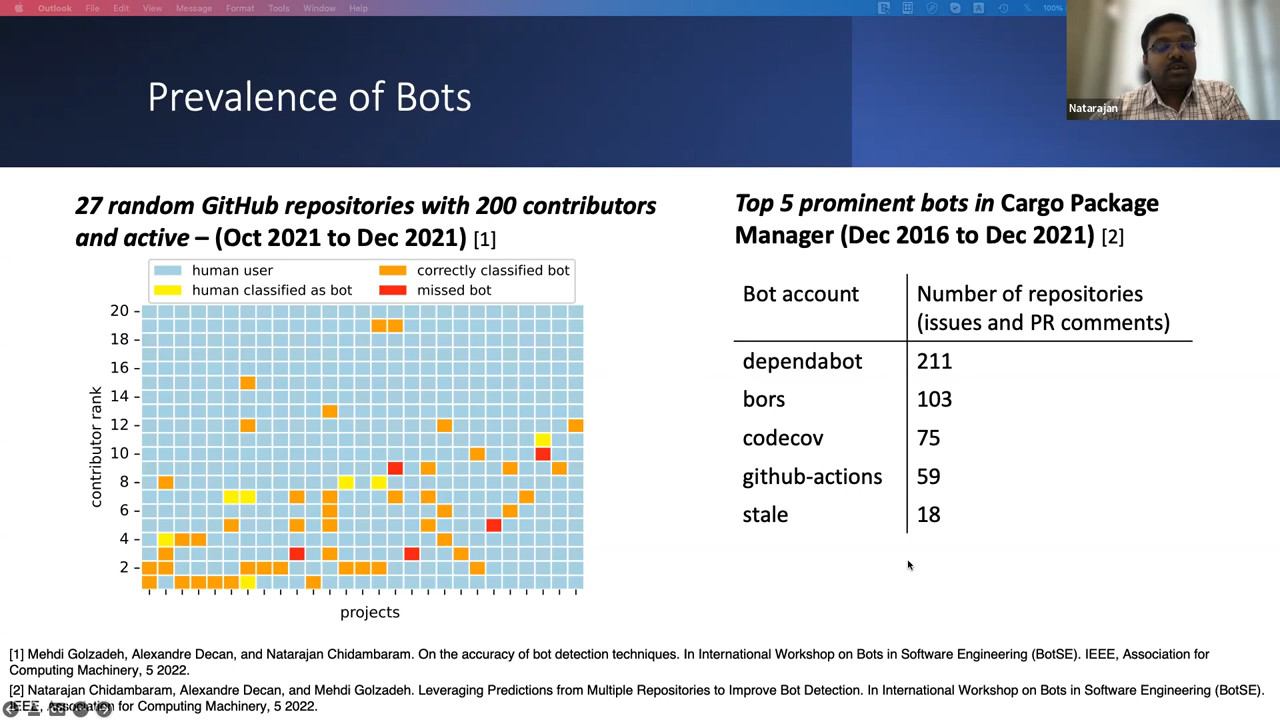 Outlook File Edit View Message Format Tools Window Help 100%
Natarajan
Prevalence of Bots
27 random GitHub repositories with 200 contributors
and active – (Oct 2021 to Dec 2021) [1]
human user
correctly classified bot
human classified as bot
missed bot
20
18
16
14
12
10
8
6
4
2
contributor rank
projects
Top 5 prominent bots in Cargo Package
Manager (Dec 2016 to Dec 2021) [2]
Bot account
Number of repositories
(issues and PR comments)
dependabot 211
bors 103
codecov 75
github-actions 59
stale 18
[1] Mehdi Golzadeh, Alexandre Decan, and Natarajan Chidambaram. On the accuracy of bot detection techniques. In International Workshop on Bots in Software Engineering (BotSE). IEEE, Association for
Computing Machinery, 5 2022.
[2] Natarajan Chidambaram, Alexandre Decan, and Mehdi Golzadeh. Leveraging Predictions from Multiple Repositories to Improve Bot Detection. In International Workshop on Bots in Software Engineering (BotSE).
IEEE, Association for Computing Machinery, 5 2022.